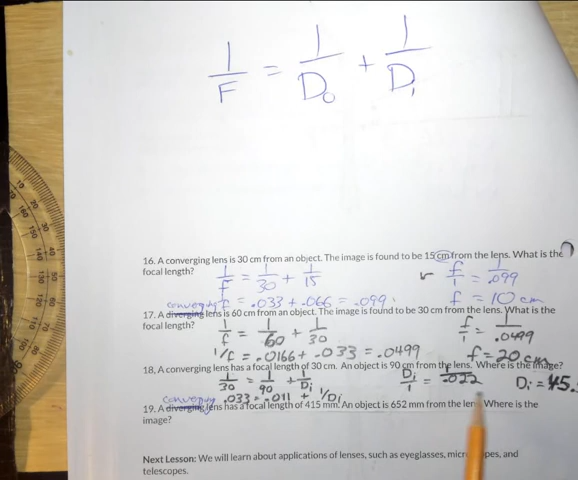 1/F = 1/Do + 1/Di
16. A converging lens is 30 cm from an object. The image is found to be 15 cm from the lens. What is the
focal length?
1/f = 1/30 + 1/15
f/1 = 1/.099
1/f = .033 + .066 = .099
f = 10 cm
converging
17. A diverging lens is 60 cm from an object. The image is found to be 30 cm from the lens. What is the
focal length?
1/f = 1/60 + 1/30
f/1 = 1/.0499
1/f = .0166 + .033 = .0499
f = 20 cm
18. A converging lens has a focal length of 30 cm. An object is 90 cm from the lens. Where is the image?
1/30 = 1/90 + 1/Di
Di/1 = 1/.022
Di = 45.
.033 = .011 + 1/Di
converging
19. A diverging lens has a focal length of 415 mm. An object is 652 mm from the lens. Where is the
image?
Next Lesson: We will learn about applications of lenses, such as eyeglasses, and
telescopes.
10
20
30
40
50